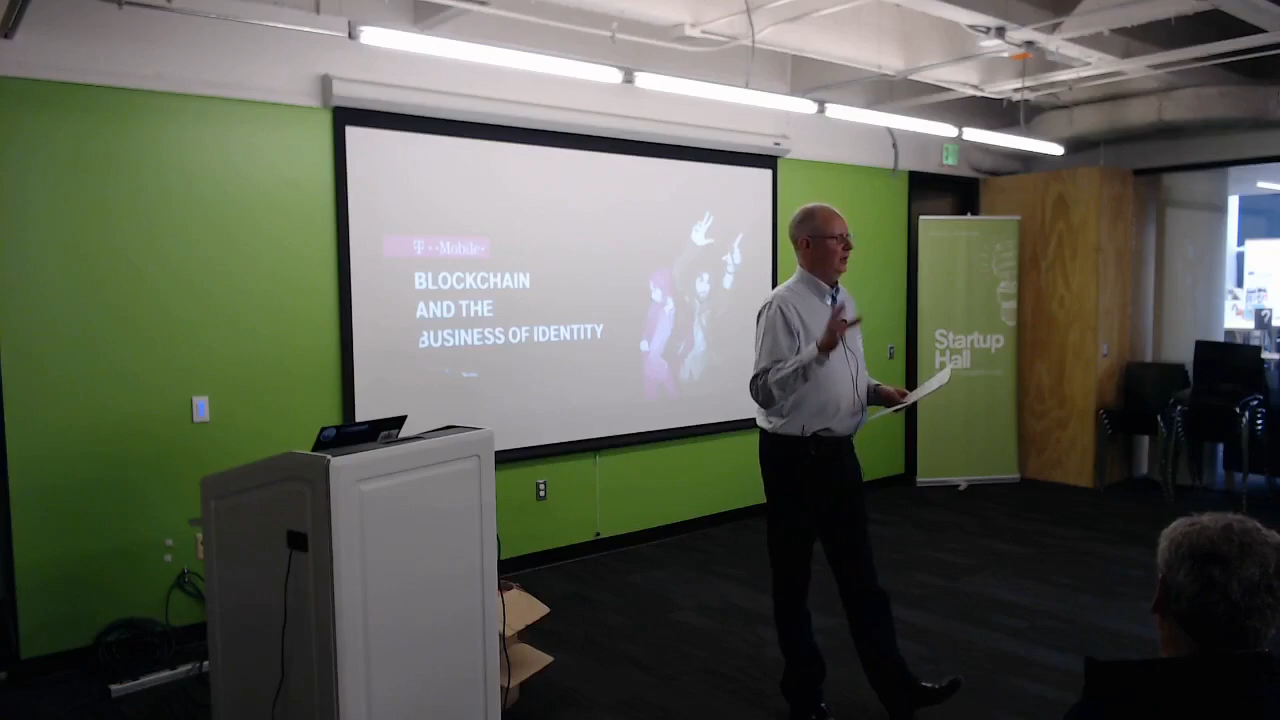 T··Mobile·
BLOCKCHAIN
AND THE
BUSINESS OF IDENTITY
Startup
Hall